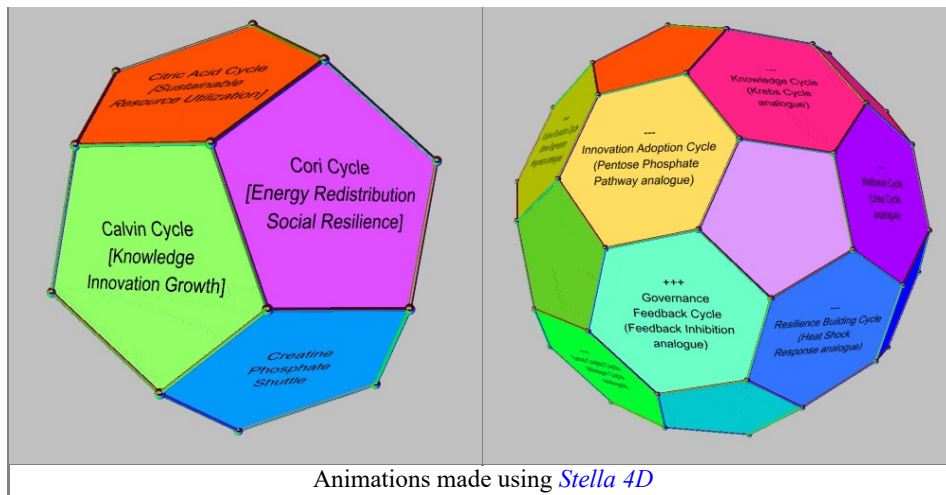 Citric Acid Cycle
[Sustainable
Resource Utilization]
Cori Cycle
[Energy Redistribution
Social Resilience]
Calvin Cycle
[Knowledge
Innovation Growth]
Creatine
Phosphate
Shuttle
---
Knowledge Cycle
(Krebs Cycle
analogue)
---
Innovation Adoption Cycle
(Pentose Phosphate
Pathway analogue)
Wellness Cycle
(Urea Cycle
analogue)
+++
Governance
Feedback Cycle
(Feedback Inhibition
analogue)
---
Resilience Building Cycle
(Heat Shock
Response analogue)
Animations made using Stella 4D